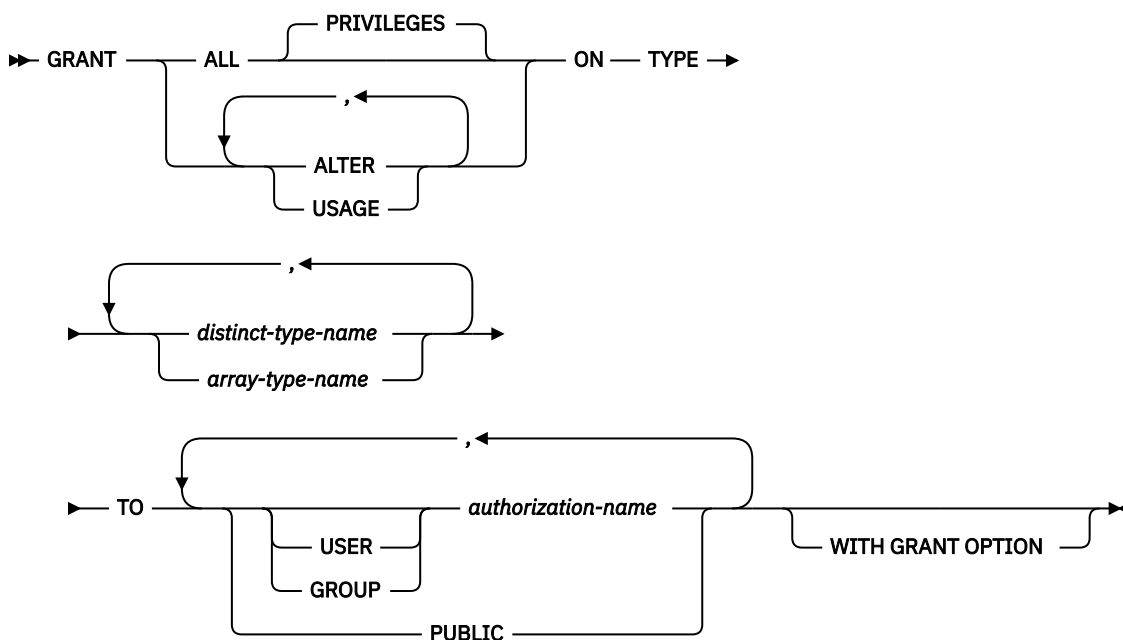 PRIVILEGES
GRANT ALL ON TYPE
,
ALTER
USAGE
,
distinct-type-name
array-type-name
,
TO authorization-name
USER WITH GRANT OPTION
GROUP
PUBLIC